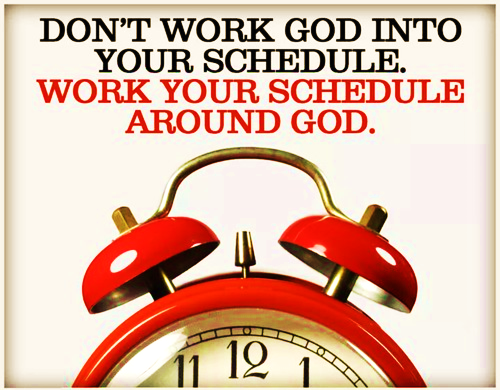 DON'T WORK GOD INTO
YOUR SCHEDULE.
WORK YOUR SCHEDULE
AROUND GOD.
11 12 1